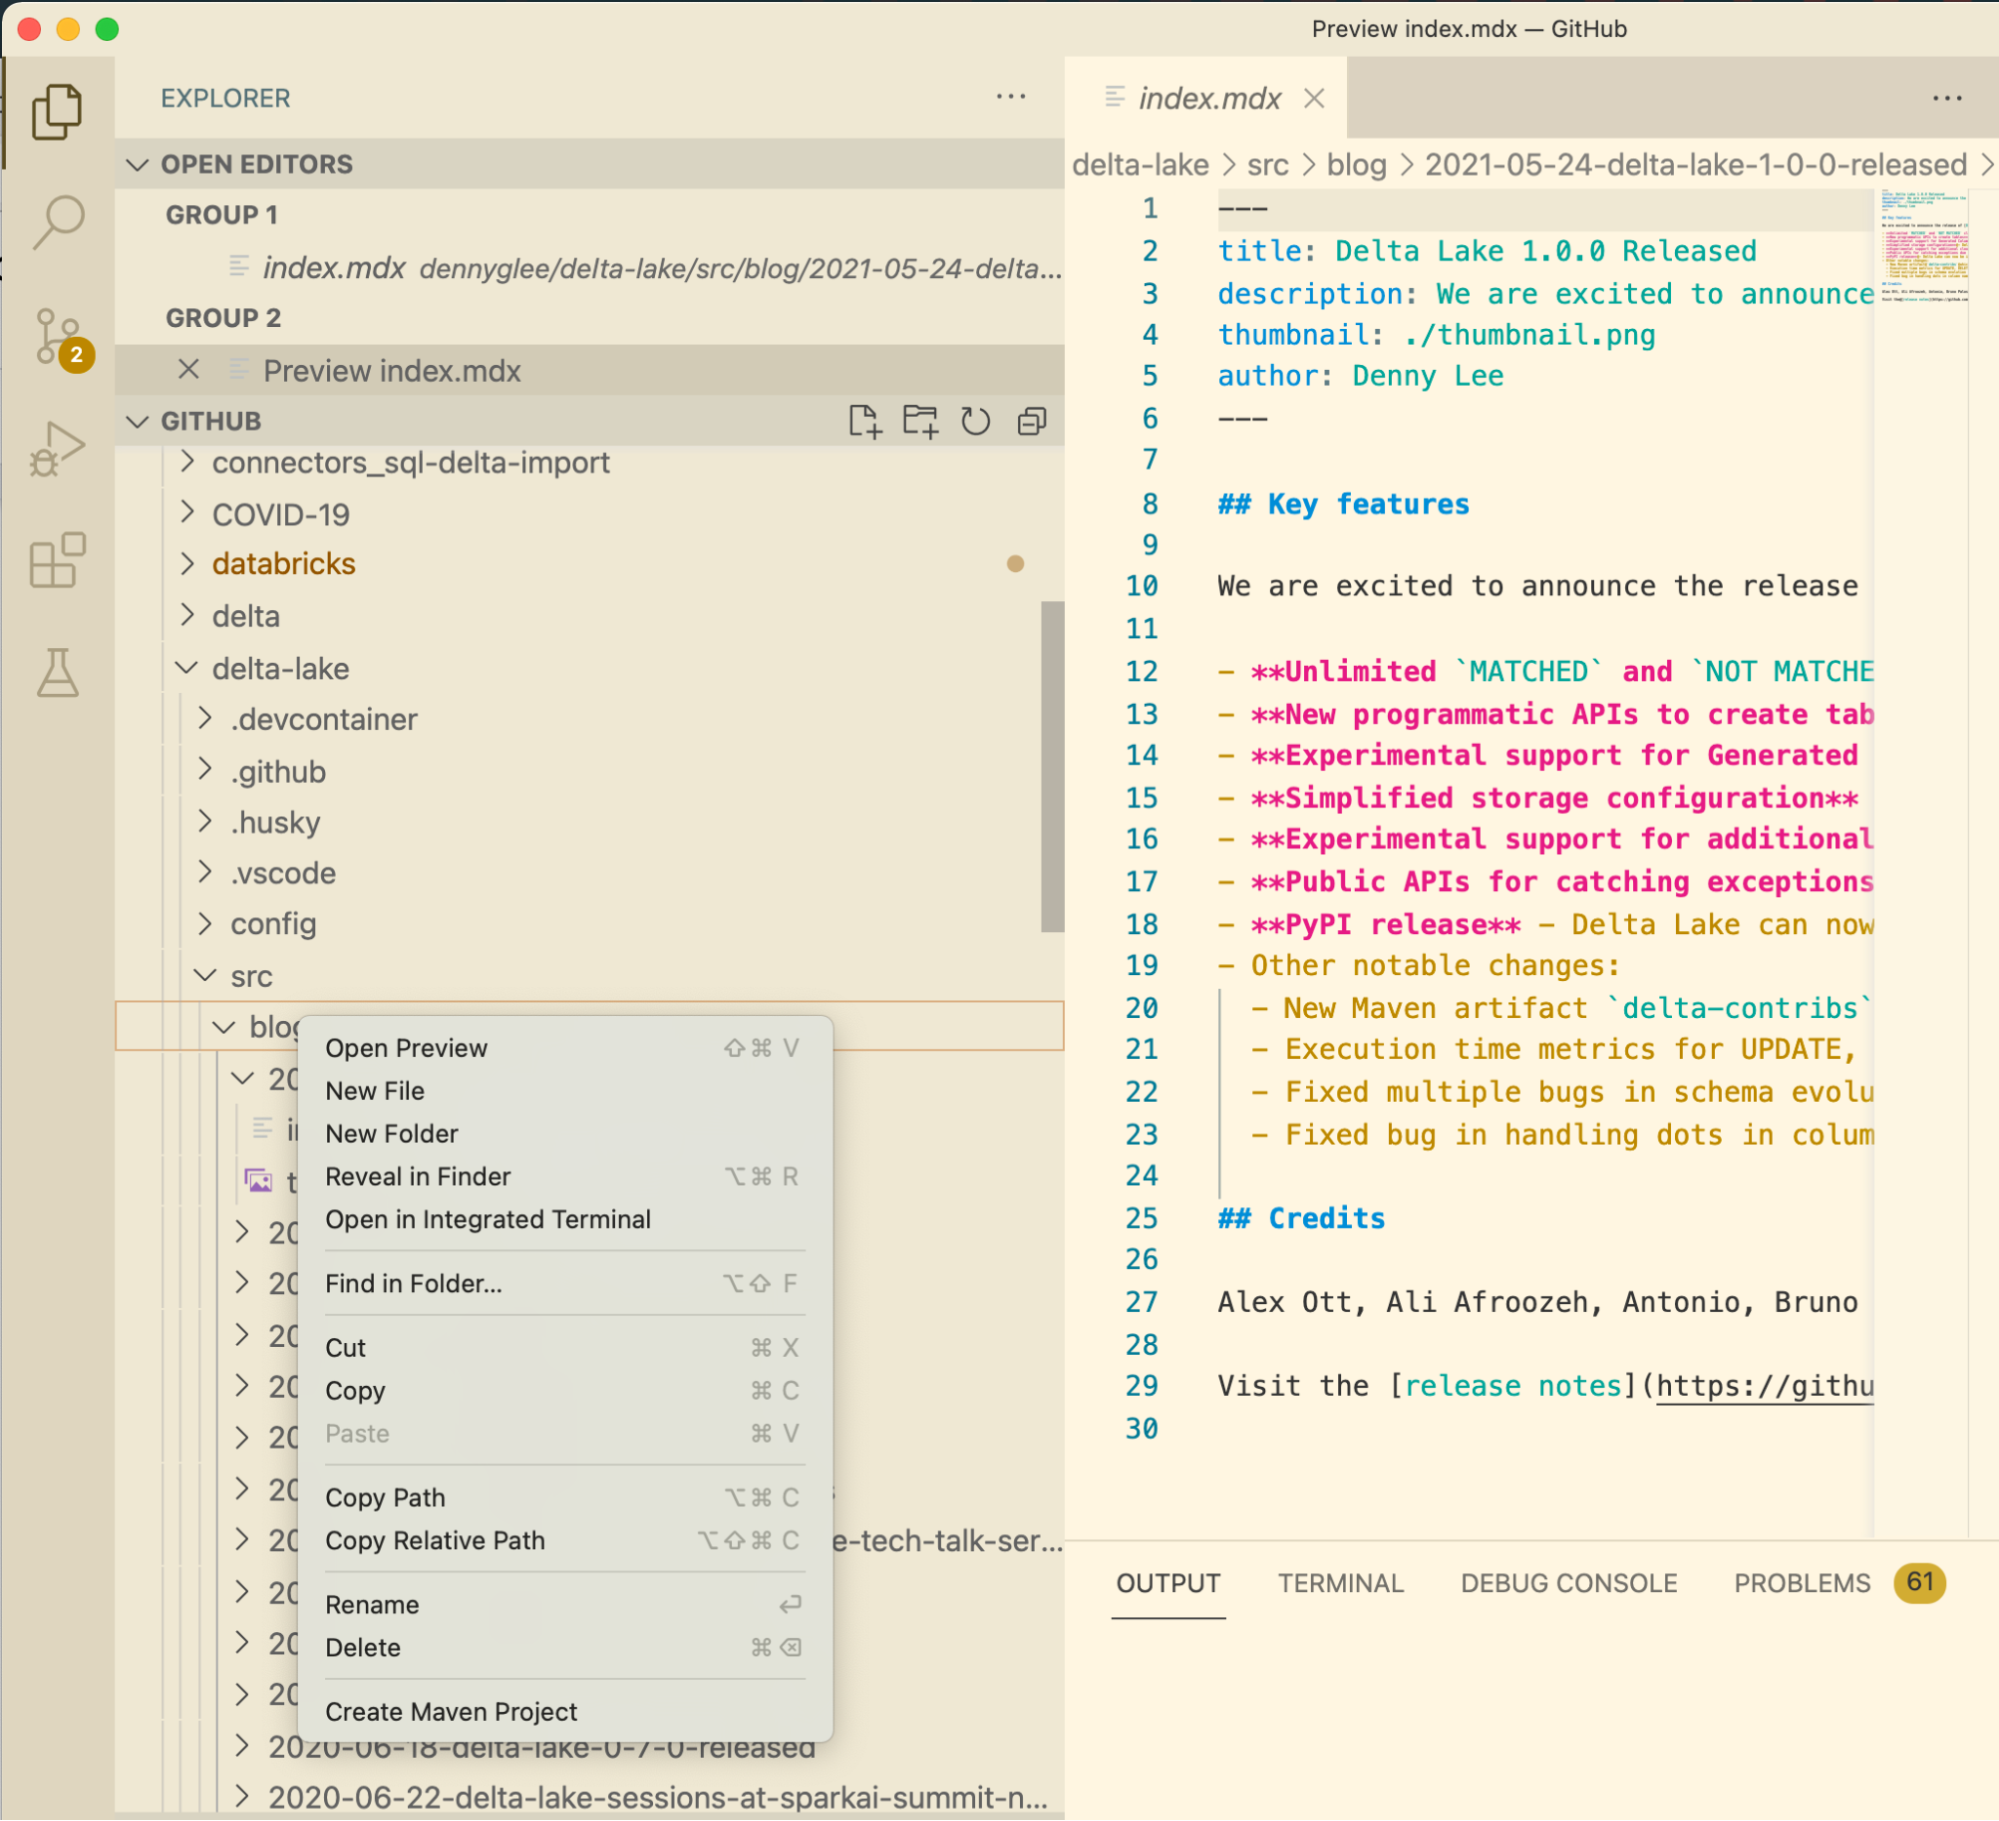 Preview index.mdx — GitHub
EXPLORER
OPEN EDITORS
GROUP 1
index.mdx dennyglee/delta-lake/src/blog/2021-05-24-delta...
GROUP 2
Preview index.mdx
2
GITHUB
connectors_sql-delta-import
COVID-19
databricks
delta
delta-lake
.devcontainer
.github
.husky
.vscode
config
src
blog
Open Preview ⇧⌘ V
New File
New Folder
Reveal in Finder ⌥⌘ R
Open in Integrated Terminal
Find in Folder... ⌥⇧ F
Cut ⌘ X
Copy ⌘ C
Paste ⌘ V
Copy Path ⌥⌘ C
Copy Relative Path ⌥⇧⌘ C
Rename ↩
Delete ⌘⌫
Create Maven Project
20
20
20
20
20
20
20
20 e-tech-talk-ser...
20
20
20
2020-06-18-delta-lake-0-7-0-released
2020-06-22-delta-lake-sessions-at-sparkai-summit-n...
index.mdx
delta-lake > src > blog > 2021-05-24-delta-lake-1-0-0-released >
1 ---
2 title: Delta Lake 1.0.0 Released
3 description: We are excited to announce
4 thumbnail: ./thumbnail.png
5 author: Denny Lee
6 ---
7
8 ## Key features
9
10 We are excited to announce the release
11
12 - **Unlimited `MATCHED` and `NOT MATCHE
13 - **New programmatic APIs to create tab
14 - **Experimental support for Generated
15 - **Simplified storage configuration**
16 - **Experimental support for additional
17 - **Public APIs for catching exceptions
18 - **PyPI release** - Delta Lake can now
19 - Other notable changes:
20 - New Maven artifact `delta-contribs`
21 - Execution time metrics for UPDATE,
22 - Fixed multiple bugs in schema evolu
23 - Fixed bug in handling dots in colum
24
25 ## Credits
26
27 Alex Ott, Ali Afroozeh, Antonio, Bruno
28
29 Visit the [release notes](https://githu
30
OUTPUT TERMINAL DEBUG CONSOLE PROBLEMS 61